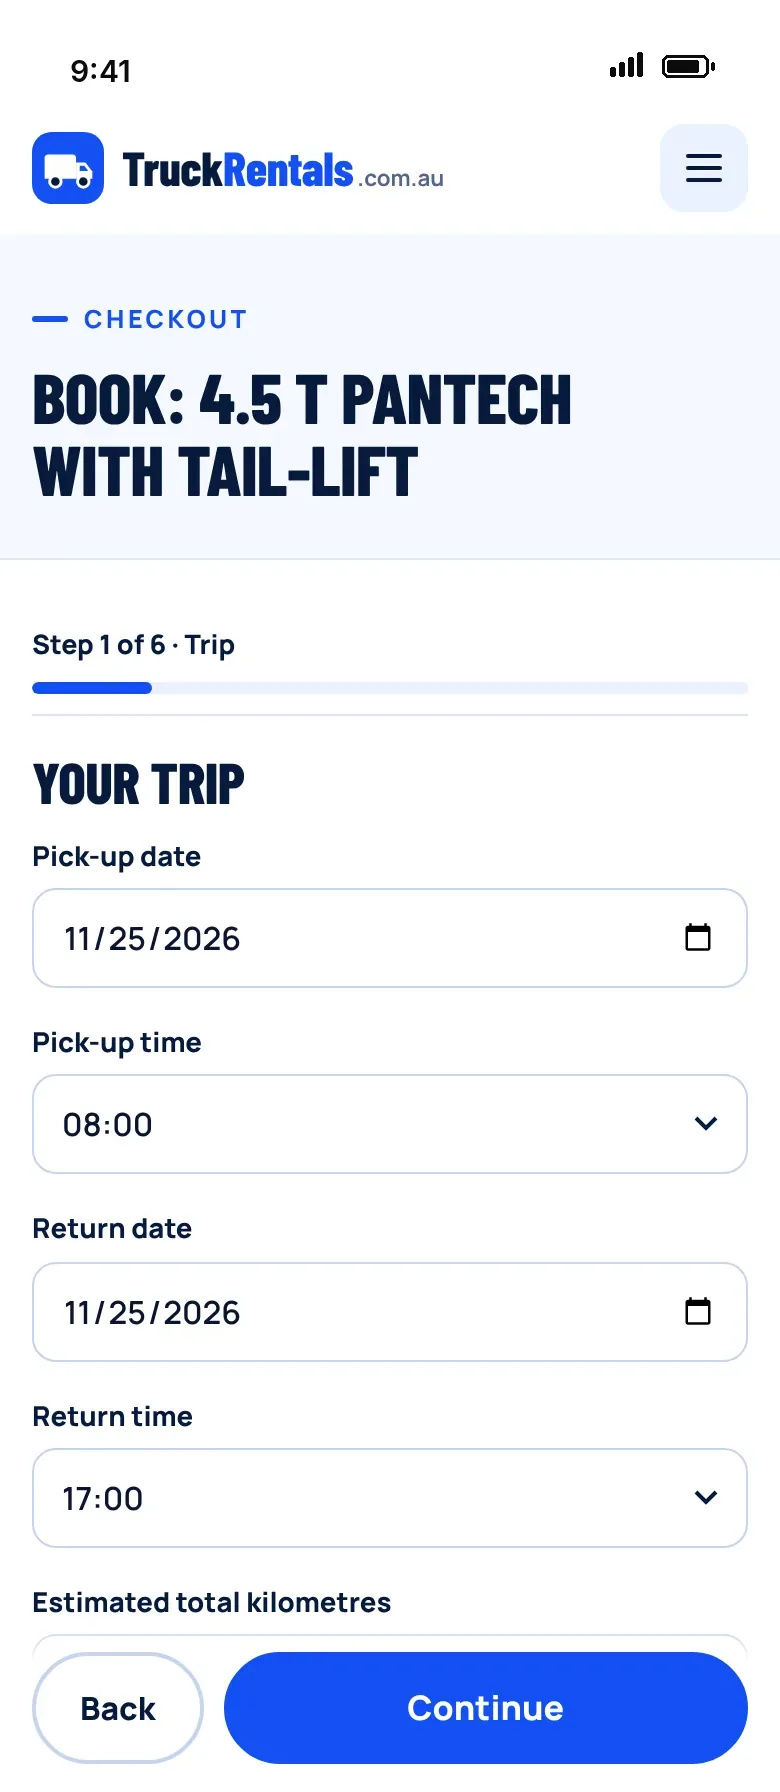 9:41
TruckRentals.com.au
CHECKOUT
BOOK: 4.5 T PANTECH
WITH TAIL-LIFT
Step 1 of 6 · Trip
YOUR TRIP
Pick-up date
11/25/2026
Pick-up time
08:00
Return date
11/25/2026
Return time
17:00
Estimated total kilometres
Back
Continue